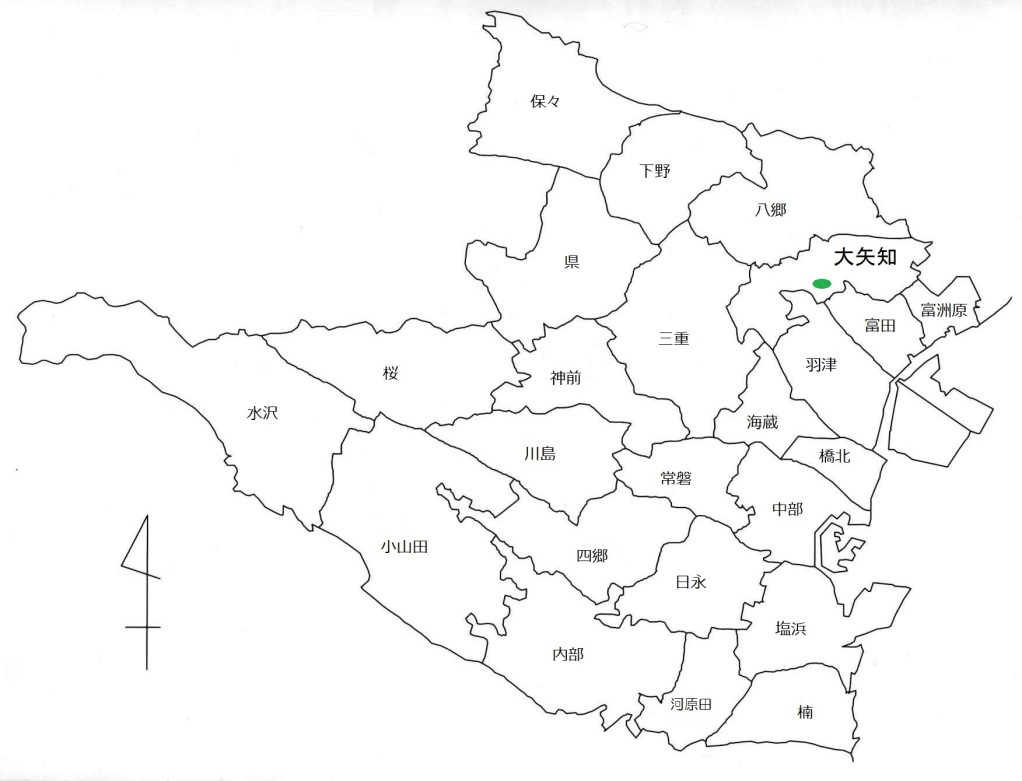 保々
下野
八郷
県
大矢知
富洲原
富田
三重
羽津
桜
神前
水沢
海蔵
川島
橋北
常磐
中部
小山田
四郷
日永
塩浜
内部
河原田
楠